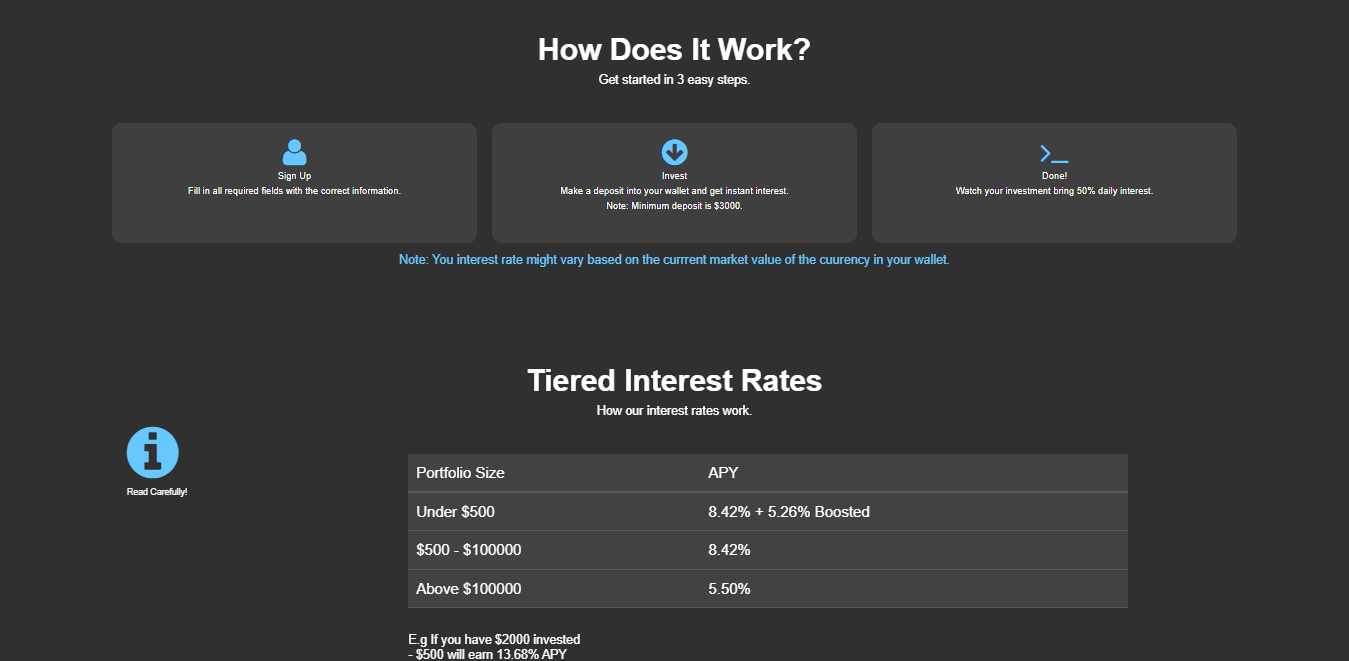 How Does It Work?
Get started in 3 easy steps.
Sign Up
Fill in all required fields with the correct information.
Invest
Make a deposit into your wallet and get instant interest.
Note: Minimum deposit is $3000.
Done!
Watch your investment bring 50% daily interest.
Note: You interest rate might vary based on the currrent market value of the cuurency in your wallet.
Tiered Interest Rates
How our interest rates work.
Read Carefully!
Portfolio Size APY
Under $500 8.42% + 5.26% Boosted
$500 - $100000 8.42%
Above $100000 5.50%
E.g If you have $2000 invested
- $500 will earn 13.68% APY